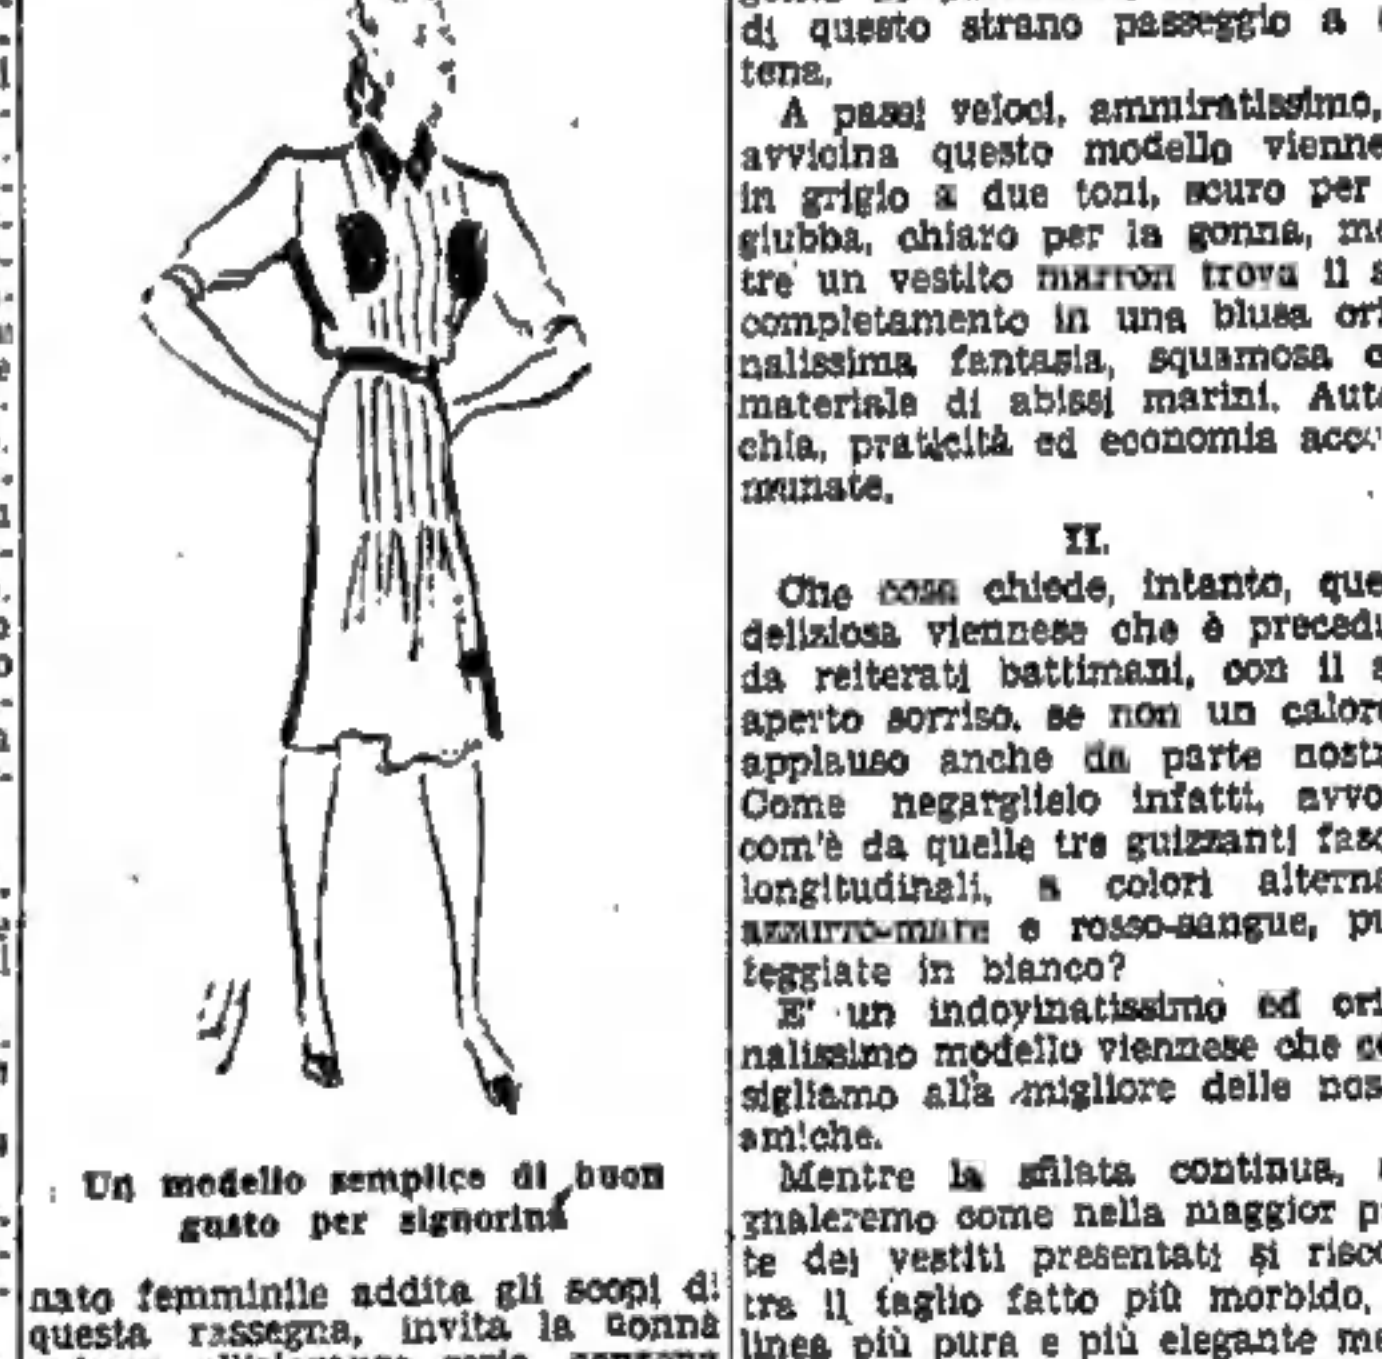 Un modello semplice di buon
gusto per signorina
nato femminile addita gli scopi di
questa rassegna, invita la donna
di questo strano passeggio a
tena.
A passi veloci, ammiratissimo,
avvicina questo modello vienne
in grigio a due toni, scuro per
giubba, chiaro per la gonna, me
tre un vestito marron trova il s
completamento in una blusa ori
nalissima fantasia, squamosa c
materiale di abissi marini. Auta
chia, praticità ed economia acco
munate.
II.
Che cosa chiede, intanto, que
deliziosa viennese che è precedu
da reiterati battimani, con il s
aperto sorriso, se non un caloro
applauso anche da parte nostr
Come negarglielo infatti, avvo
com'è da quelle tre guizzanti fasc
longitudinali, a colori alterna
azzurro-mare e rosso-sangue, pu
teggiate in bianco?
E' un indovinatissimo ed ori
nalissimo modello viennese che co
sigliamo alla migliore delle nos
amiche.
Mentre la sfilata continua,
gnaleremo come nella maggior p
te dei vestiti presentati si risco
tra il taglio fatto più morbido,
linea più pura e più elegante me